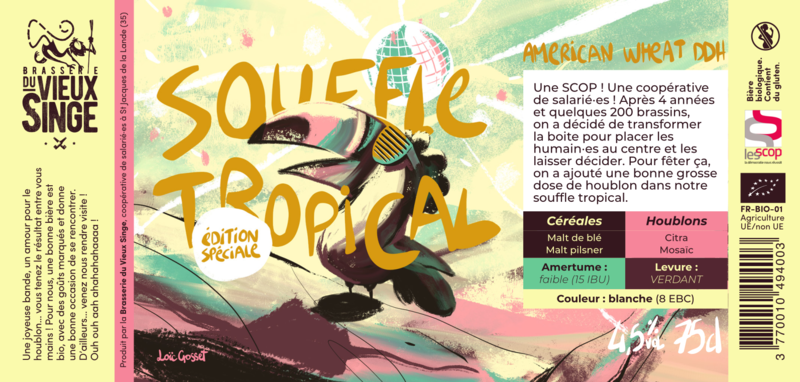 BRASSERIE
DU VIEUX
SINGE
Une joyeuse bande, un amour pour le
houblon... vous tenez le résultat entre vous
mains ! Pour nous, une bonne bière est
bio, avec des goûts marqués et donne
une bonne occasion de se rencontrer.
D'ailleurs... venez nous rendre visite !
Ouh ouh aah ahahahahaaaa !
Produit par la Brasserie du Vieux Singe, coopérative de salarié·es à St Jacques de la Lande (35)
SOUFFLE
TROPICAL
ÉDITION
SPÉCIALE
Loïc Gosset
AMERICAN WHEAT DDH
Une SCOP ! Une coopérative
de salarié·es ! Après 4 années
et quelques 200 brassins,
on a décidé de transformer
la boite pour placer les
humain·es au centre et les
laisser décider. Pour fêter ça,
on a ajouté une bonne grosse
dose de houblon dans notre
souffle tropical.
Céréales
Malt de blé
Malt pilsner
Houblons
Citra
Mosaic
Amertume :
faible (15 IBU)
Levure :
VERDANT
Couleur : blanche (8 EBC)
4,5%vol. 75cl
Bière
biologique.
Contient
du gluten.
les scop
FR-BIO-01
Agriculture
UE/non UE
3 770010 494003